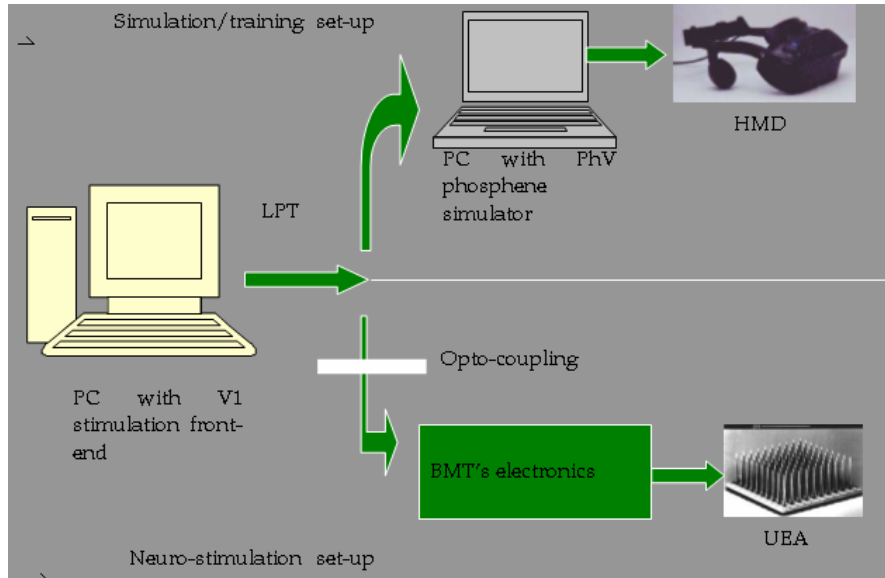 Simulation/training set-up
HMD
PC with PhV
phosphene
simulator
LPT
Opto-coupling
PC with V1
stimulation front-
end
BMT's electronics
UEA
Neuro-stimulation set-up